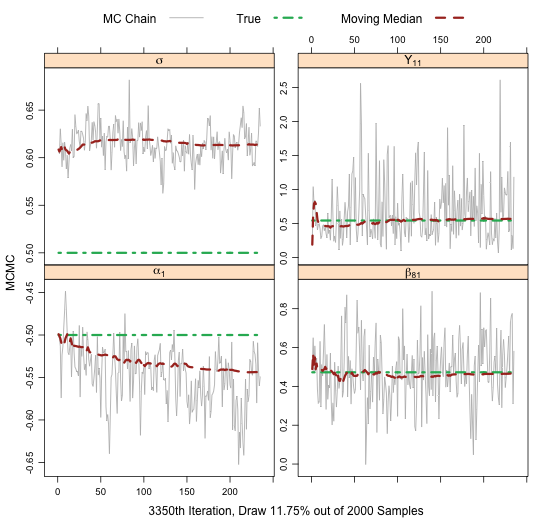 MC Chain True Moving Median
0 50 100 150 200
σ Υ₁₁
0.50 0.55 0.60 0.65
0.0 0.5 1.0 1.5 2.0 2.5
MCMC
α₁ β₈₁
-0.65 -0.60 -0.55 -0.50 -0.45
0.0 0.2 0.4 0.6 0.8
0 50 100 150 200
3350th Iteration, Draw 11.75% out of 2000 Samples